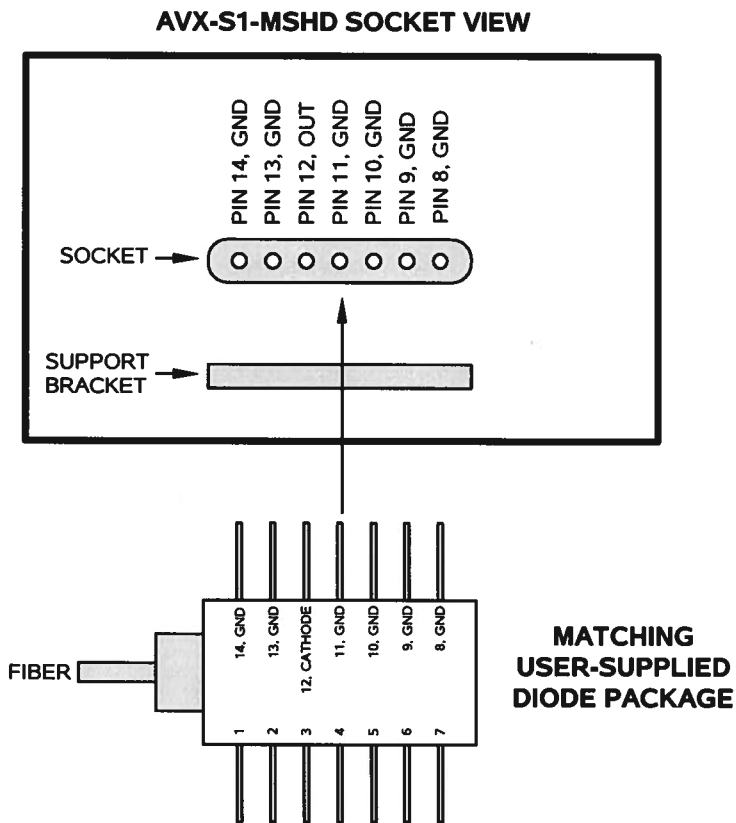 AVX-S1-MSHD SOCKET VIEW
PIN 14, GND
PIN 13, GND
PIN 12, OUT
PIN 11, GND
PIN 10, GND
PIN 9, GND
PIN 8, GND
SOCKET
SUPPORT
BRACKET
14, GND
13, GND
12, CATHODE
11, GND
10, GND
9, GND
8, GND
FIBER
1
2
3
4
5
6
7
MATCHING
USER-SUPPLIED
DIODE PACKAGE